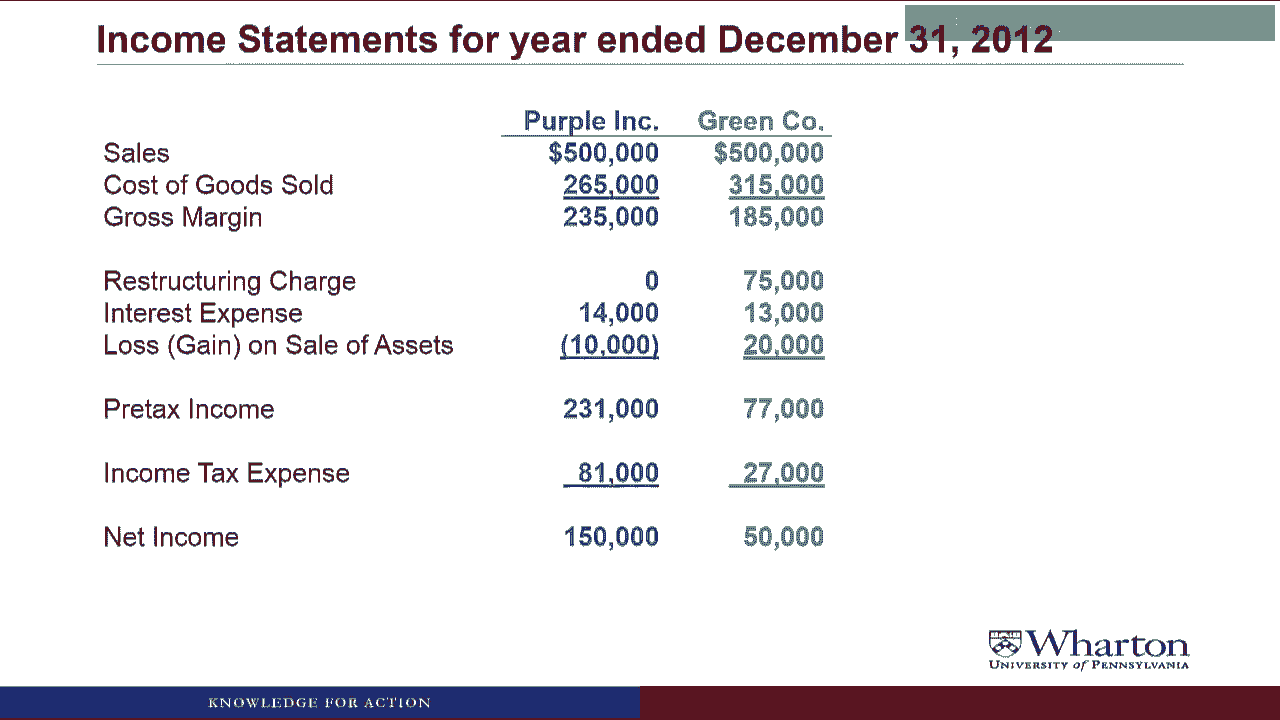 Income Statements for year ended December 31, 2012
Purple Inc. Green Co.
Sales $500,000 $500,000
Cost of Goods Sold 265,000 315,000
Gross Margin 235,000 185,000
Restructuring Charge 0 75,000
Interest Expense 14,000 13,000
Loss (Gain) on Sale of Assets (10,000) 20,000
Pretax Income 231,000 77,000
Income Tax Expense 81,000 27,000
Net Income 150,000 50,000
Wharton
UNIVERSITY of PENNSYLVANIA
KNOWLEDGE FOR ACTION